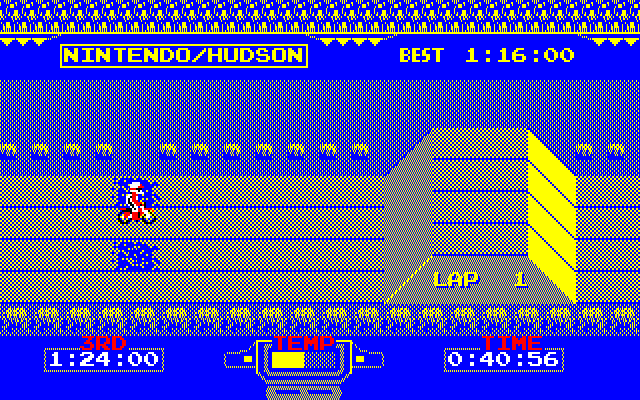 NINTENDO/HUDSON
BEST 1:16:00
LAP 1
3RD
1:24:00
TEMP
TIME
0:40:56